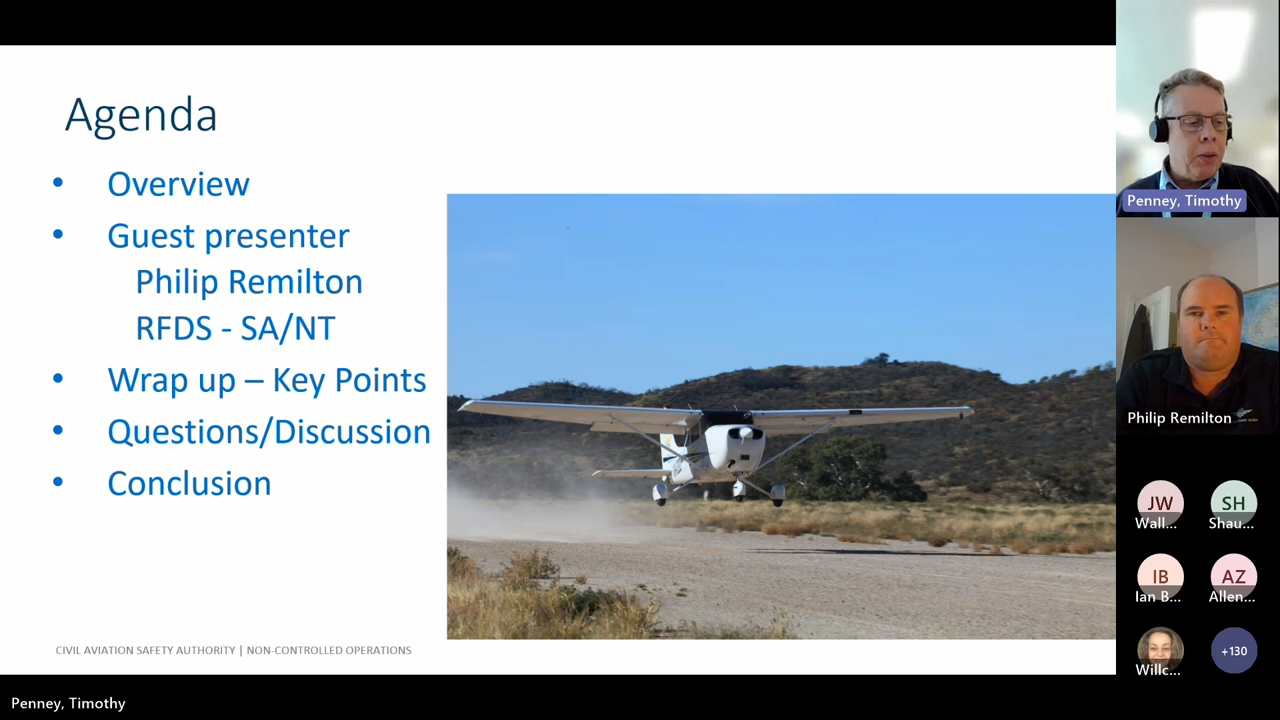 Agenda
• Overview
• Guest presenter
Philip Remilton
RFDS - SA/NT
• Wrap up – Key Points
• Questions/Discussion
• Conclusion
CIVIL AVIATION SAFETY AUTHORITY | NON-CONTROLLED OPERATIONS
Penney, Timothy
Philip Remilton
JW
Wall...
SH
Shau...
IB
Ian B...
AZ
Allen...
Willc...
+130
Penney, Timothy